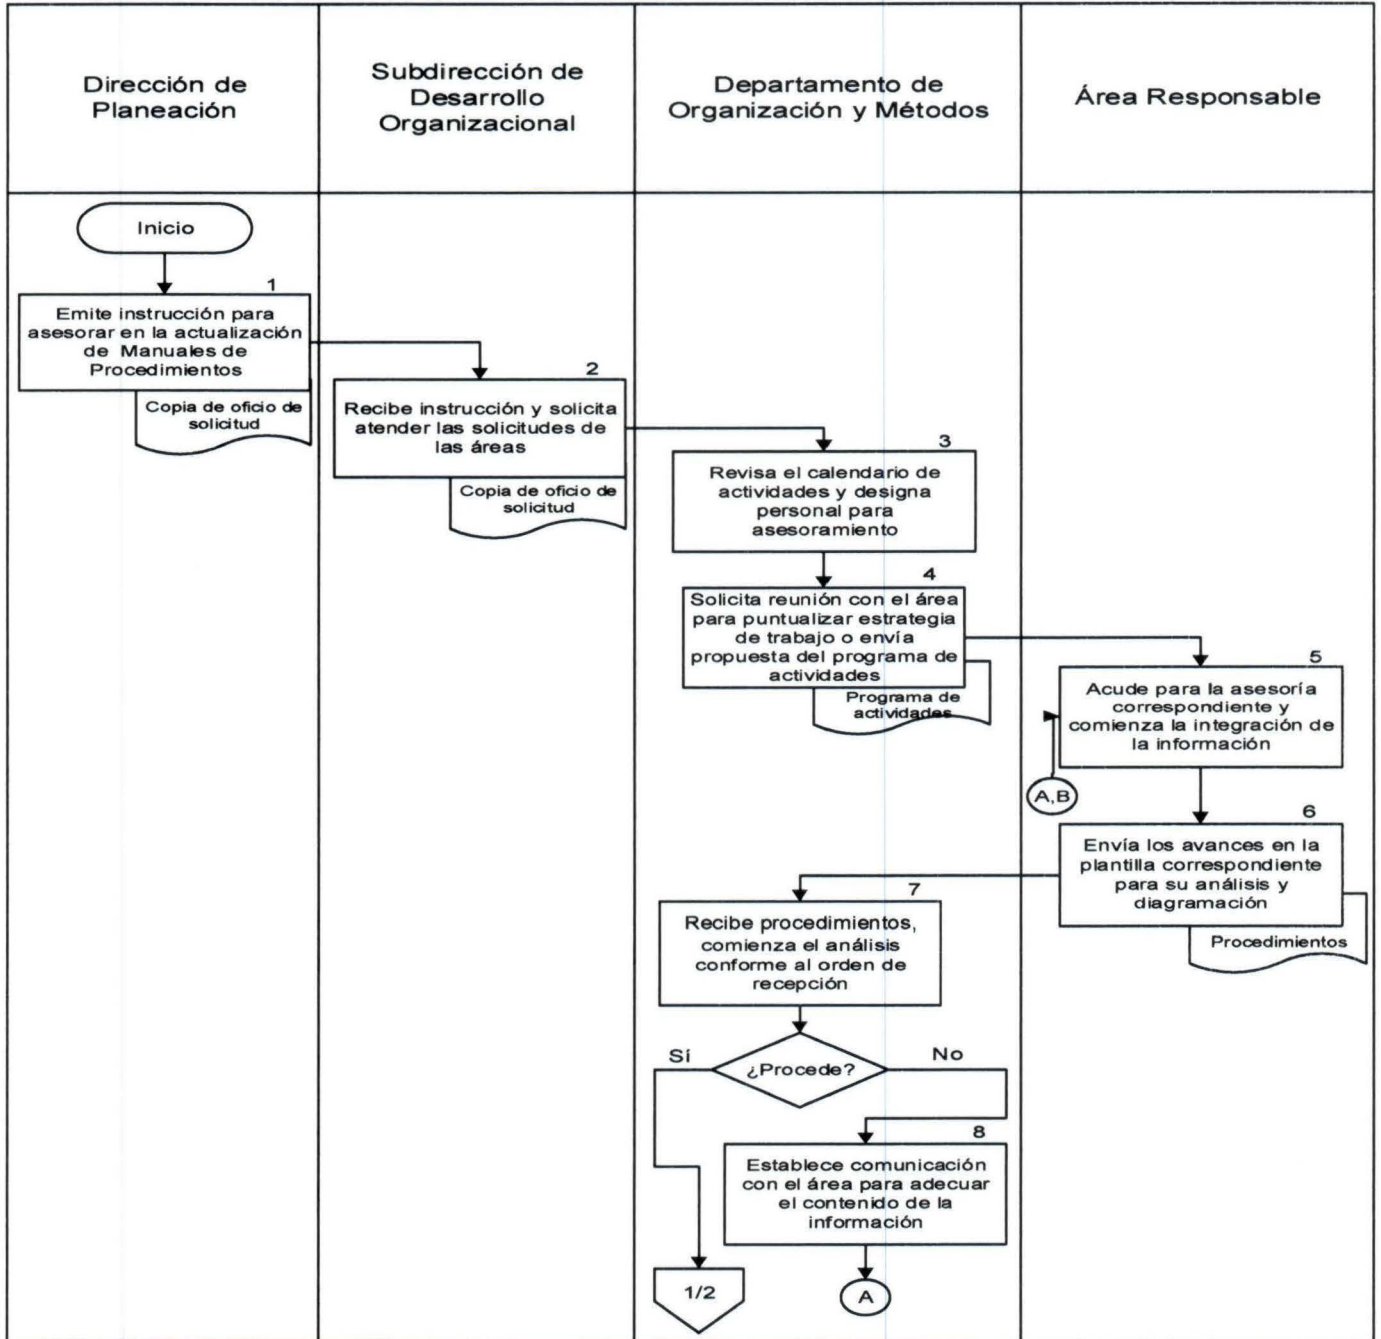 Dirección de
Planeación
Subdirección de
Desarrollo
Organizacional
Departamento de
Organización y Métodos
Área Responsable
Inicio
1
Emite instrucción para
asesorar en la actualización
de Manuales de
Procedimientos
Copia de oficio de
solicitud
2
Recibe instrucción y solicita
atender las solicitudes de
las áreas
Copia de oficio de
solicitud
3
Revisa el calendario de
actividades y designa
personal para
asesoramiento
4
Solicita reunión con el área
para puntualizar estrategia
de trabajo o envía
propuesta del programa de
actividades
Programa de
actividades
5
Acude para la asesoría
correspondiente y
comienza la integración de
la información
A,B
6
Envía los avances en la
plantilla correspondiente
para su análisis y
diagramación
Procedimientos
7
Recibe procedimientos,
comienza el análisis
conforme al orden de
recepción
¿Procede?
Sí
No
8
Establece comunicación
con el área para adecuar
el contenido de la
información
1/2
A